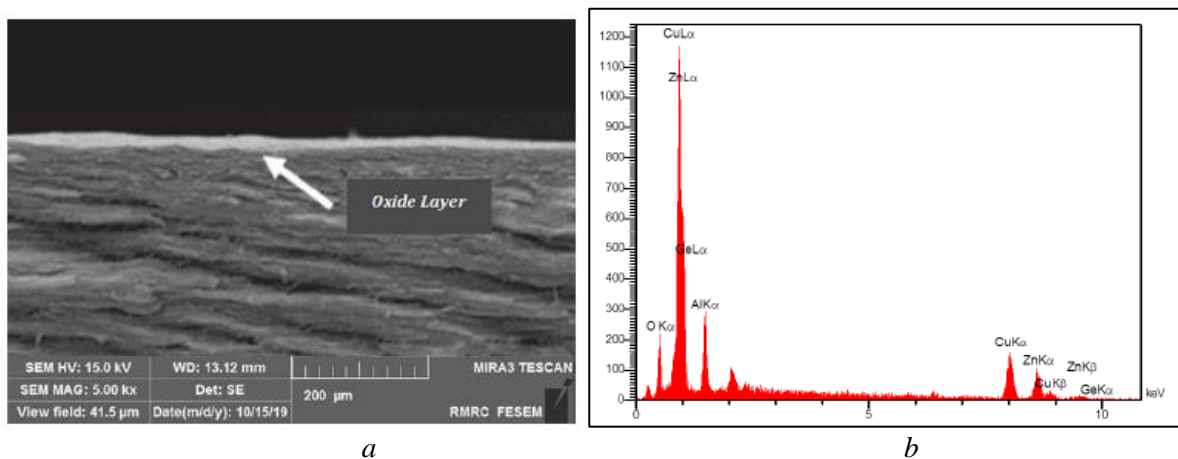 Oxide Layer
SEM HV: 15.0 kV WD: 13.12 mm MIRA3 TESCAN
SEM MAG: 5.00 kx Det: SE 200 µm
View field: 41.5 µm Date(m/d/y): 10/15/19 RMRC FESEM
a
1200
1100
1000
900
800
700
600
500
400
300
200
100
0
CuLα
ZnLα
GeLα
AlKα
O Kα
CuKα
ZnKα
ZnKβ
CuKβ
GeKα
0 5 10 keV
b